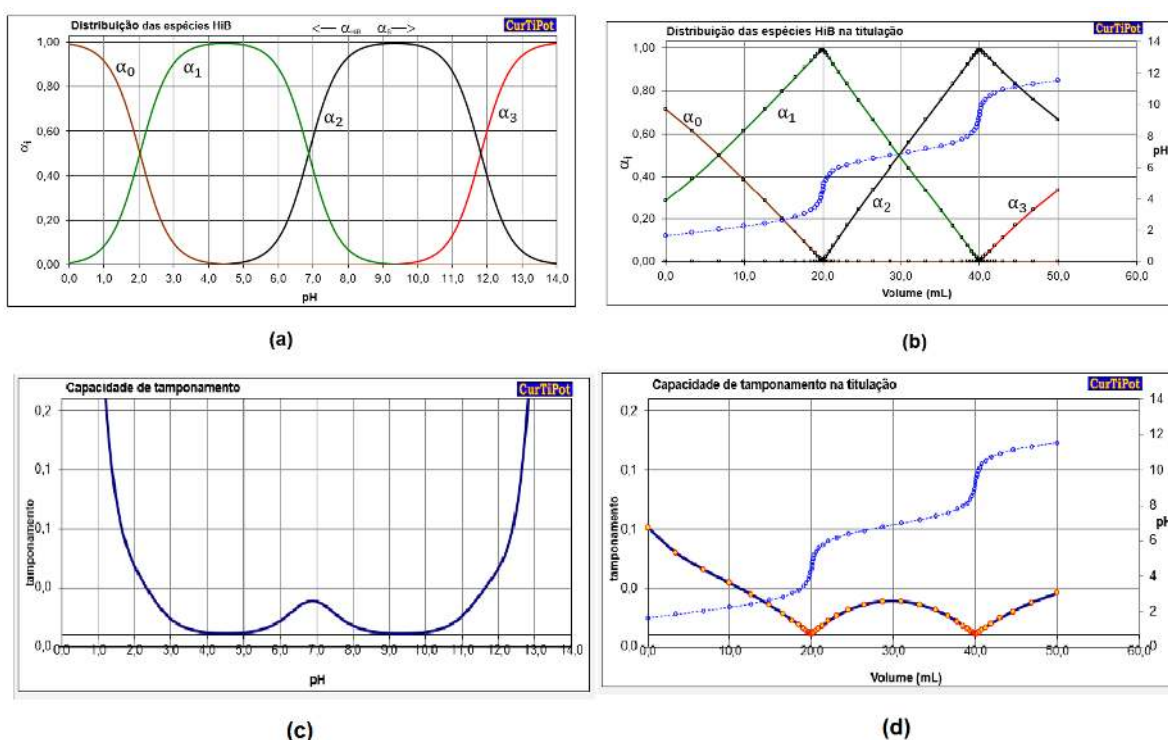 Distribuição das espécies HiB
<— α-HB α-S —>
CurTiPot
1,00
0,80
0,60
0,40
0,20
0,00
αi
α0
α1
α2
α3
0,0 1,0 2,0 3,0 4,0 5,0 6,0 7,0 8,0 9,0 10,0 11,0 12,0 13,0 14,0
pH
(a)
Distribuição das espécies HiB na titulação
CurTiPot
1,00
0,80
0,60
0,40
0,20
0,00
αi
α0
α1
α2
α3
14
12
10
8
6
4
2
0
pH
0,0 10,0 20,0 30,0 40,0 50,0 60,0
Volume (mL)
(b)
Capacidade de tamponamento
CurTiPot
0,2
0,1
0,1
0,0
0,0
tamponamento
0,0 1,0 2,0 3,0 4,0 5,0 6,0 7,0 8,0 9,0 10,0 11,0 12,0 13,0 14,0
pH
(c)
Capacidade de tamponamento na titulação
CurTiPot
0,2
0,1
0,1
0,0
0,0
tamponamento
14
12
10
8
6
4
2
0
pH
0,0 10,0 20,0 30,0 40,0 50,0 60,0
Volume (mL)
(d)